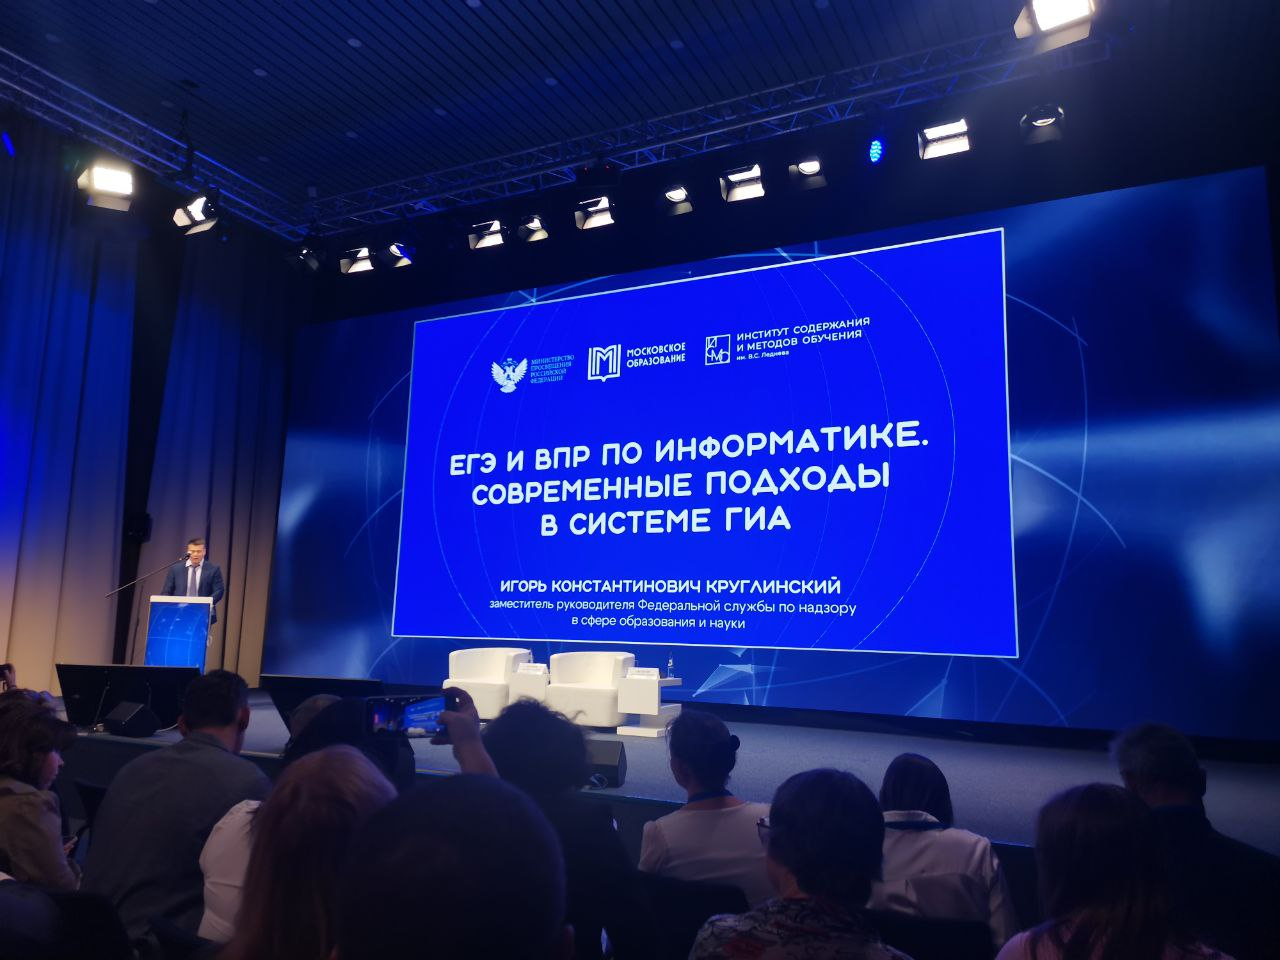 МИНИСТЕРСТВО
ПРОСВЕЩЕНИЯ
РОССИЙСКОЙ
ФЕДЕРАЦИИ
МОСКОВСКОЕ
ОБРАЗОВАНИЕ
ИНСТИТУТ СОДЕРЖАНИЯ
И МЕТОДОВ ОБУЧЕНИЯ
им. В.С. Леднева
ЕГЭ И ВПР ПО ИНФОРМАТИКЕ.
СОВРЕМЕННЫЕ ПОДХОДЫ
В СИСТЕМЕ ГИА
ИГОРЬ КОНСТАНТИНОВИЧ КРУГЛИНСКИЙ
заместитель руководителя Федеральной службы по надзору
в сфере образования и науки